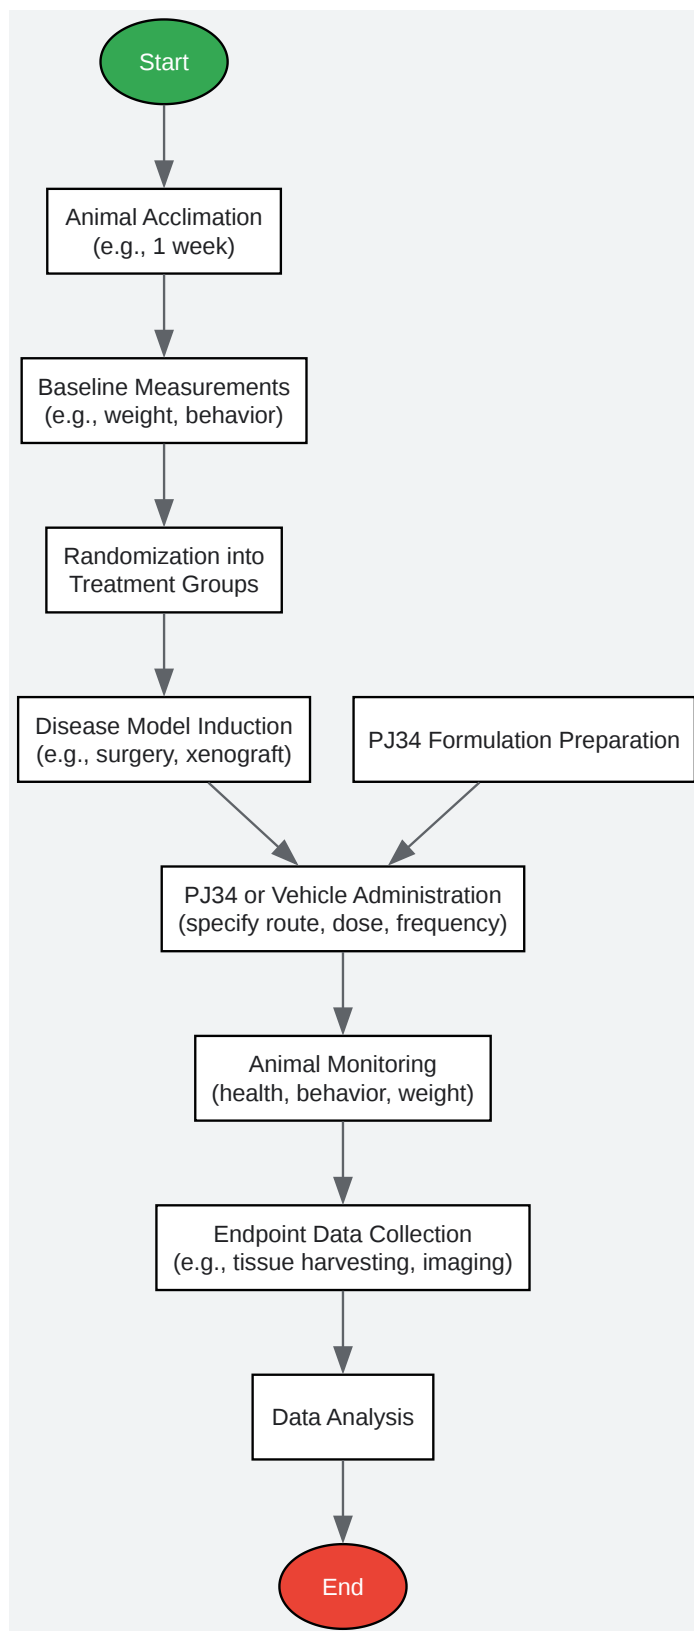 Start
Animal Acclimation
(e.g., 1 week)
Baseline Measurements
(e.g., weight, behavior)
Randomization into
Treatment Groups
Disease Model Induction
(e.g., surgery, xenograft)
PJ34 Formulation Preparation
PJ34 or Vehicle Administration
(specify route, dose, frequency)
Animal Monitoring
(health, behavior, weight)
Endpoint Data Collection
(e.g., tissue harvesting, imaging)
Data Analysis
End